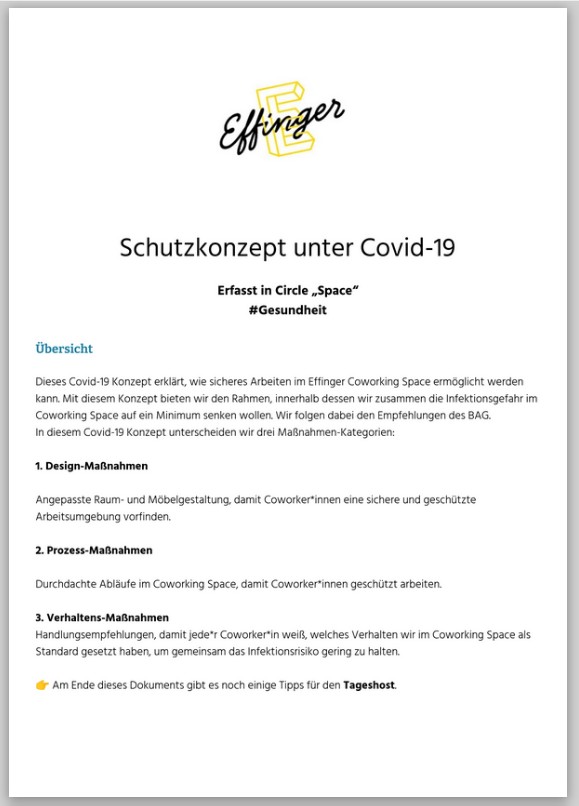 Effinger
Schutzkonzept unter Covid-19
Erfasst in Circle „Space“
#Gesundheit
Übersicht
Dieses Covid-19 Konzept erklärt, wie sicheres Arbeiten im Effinger Coworking Space ermöglicht werden
kann. Mit diesem Konzept bieten wir den Rahmen, innerhalb dessen wir zusammen die Infektionsgefahr im
Coworking Space auf ein Minimum senken wollen. Wir folgen dabei den Empfehlungen des BAG.
In diesem Covid-19 Konzept unterscheiden wir drei Maßnahmen-Kategorien:
1. Design-Maßnahmen
Angepasste Raum- und Möbelgestaltung, damit Coworker*innen eine sichere und geschützte
Arbeitsumgebung vorfinden.
2. Prozess-Maßnahmen
Durchdachte Abläufe im Coworking Space, damit Coworker*innen geschützt arbeiten.
3. Verhaltens-Maßnahmen
Handlungsempfehlungen, damit jede*r Coworker*in weiß, welches Verhalten wir im Coworking Space als
Standard gesetzt haben, um gemeinsam das Infektionsrisiko gering zu halten.
👉 Am Ende dieses Dokuments gibt es noch einige Tipps für den Tageshost.